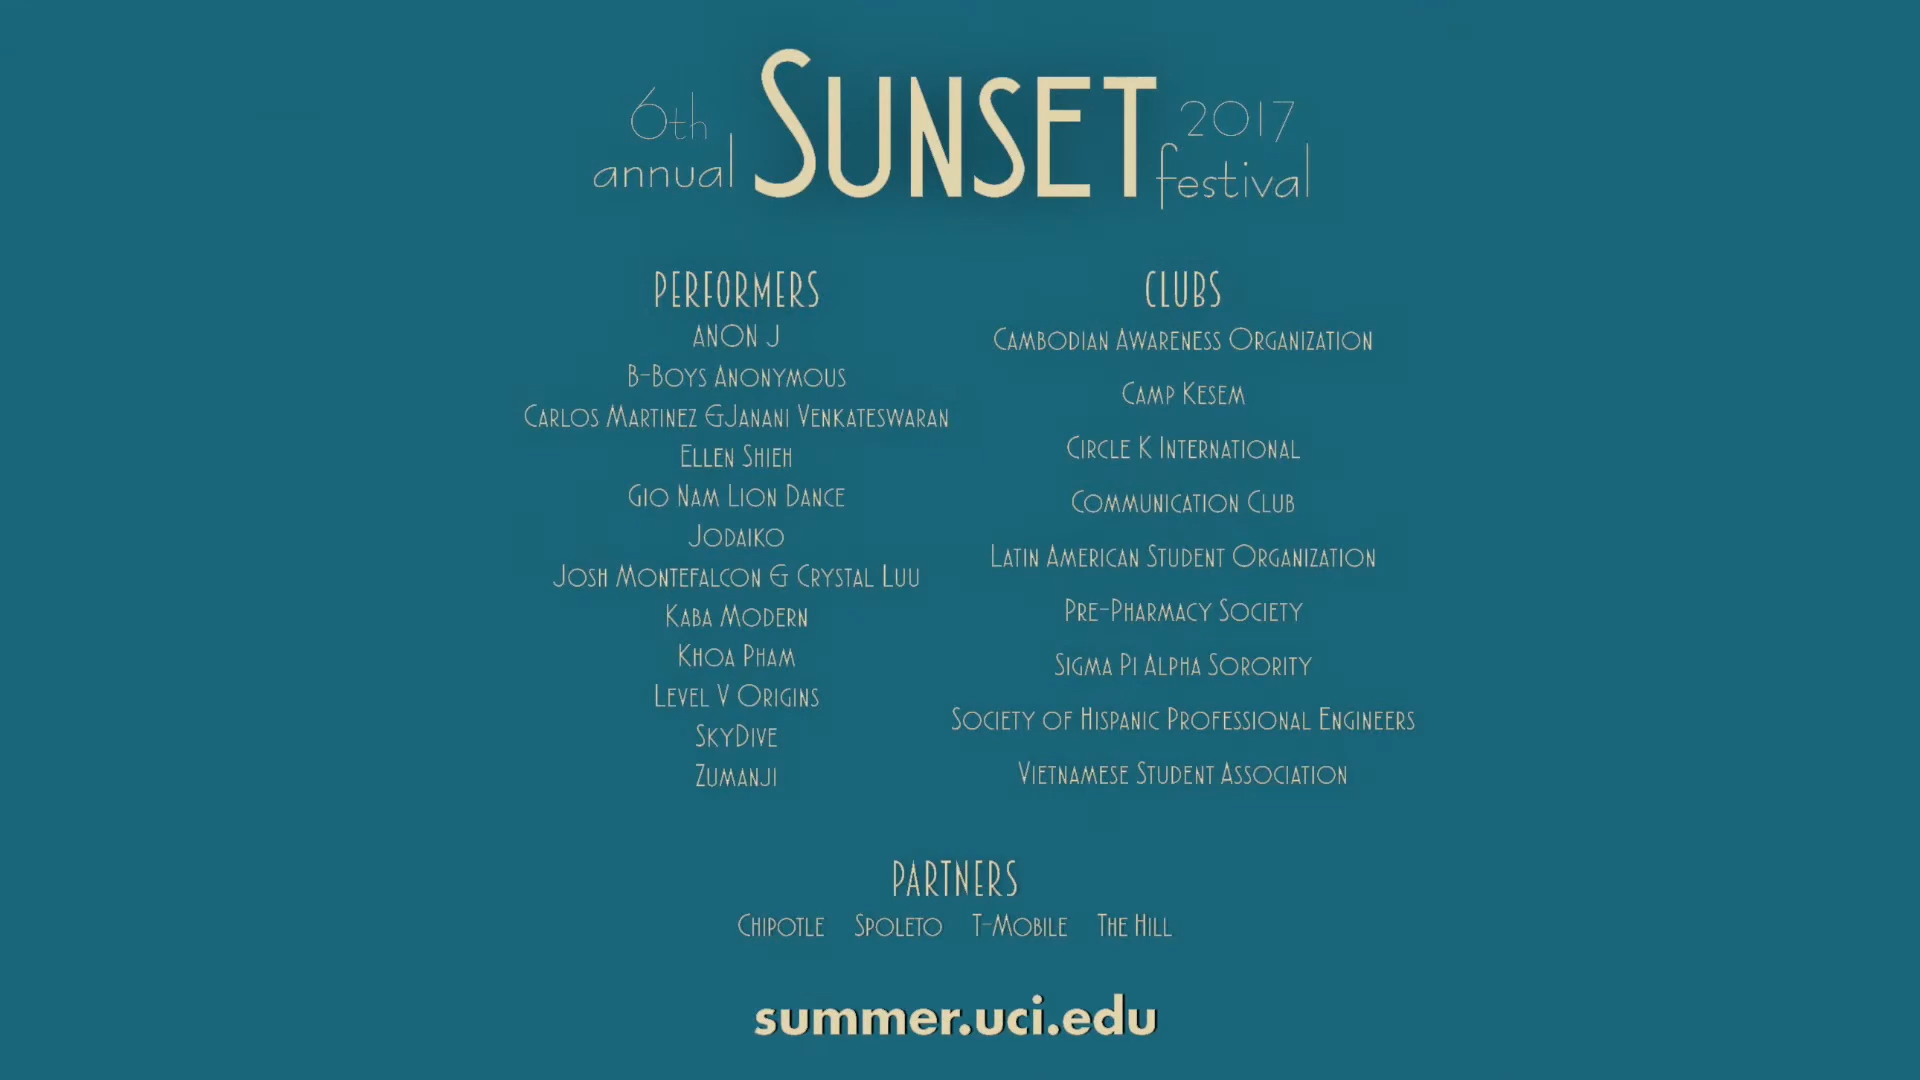 6th annual SUNSET 2017 festival
PERFORMERS
ANON J
B-BOYS ANONYMOUS
CARLOS MARTINEZ &JANANI VENKATESWARAN
ELLEN SHIEH
GIO NAM LION DANCE
JODAIKO
JOSH MONTEFALCON & CRYSTAL LUU
KABA MODERN
KHOA PHAM
LEVEL V ORIGINS
SKYDIVE
ZUMANJI
CLUBS
CAMBODIAN AWARENESS ORGANIZATION
CAMP KESEM
CIRCLE K INTERNATIONAL
COMMUNICATION CLUB
LATIN AMERICAN STUDENT ORGANIZATION
PRE-PHARMACY SOCIETY
SIGMA PI ALPHA SORORITY
SOCIETY OF HISPANIC PROFESSIONAL ENGINEERS
VIETNAMESE STUDENT ASSOCIATION
PARTNERS
CHIPOTLE SPOLETO T-MOBILE THE HILL
summer.uci.edu